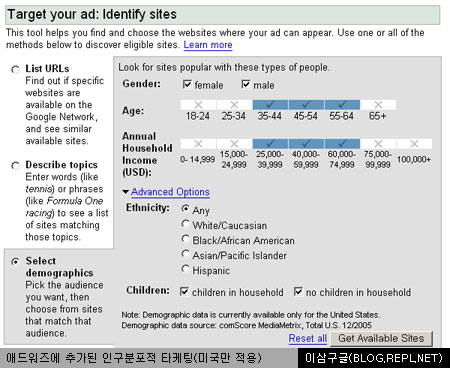 Target your ad: Identify sites
This tool helps you find and choose the websites where your ad can appear. Use one or all of the
methods below to discover eligible sites. Learn more
List URLs
Find out if specific
websites are
available on the
Google Network,
and see similar
available sites.
Describe topics
Enter words (like
tennis) or phrases
(like Formula One
racing) to see a list
of sites matching
those topics.
Select
demographics
Pick the audience
you want, then
choose from sites
that match that
audience.
Look for sites popular with these types of people.
Gender: female male
Age:
18-24 25-34 35-44 45-54 55-64 65+
Annual
Household
Income
(USD):
0- 14,999 15,000-24,999 25,000-39,999 40,000-59,999 60,000-74,999 75,000-99,999 100,000+
Advanced Options
Ethnicity: Any
White/Caucasian
Black/African American
Asian/Pacific Islander
Hispanic
Children: children in household no children in household
Note: Demographic data is currently available only for the United States.
Demographic data source: comScore MediaMetrix, Total U.S. 12/2005
Reset all Get Available Sites
애드워즈에 추가된 인구분포적 타케팅(미국만 적용) 이삼구글(BLOG,REPL,NET)